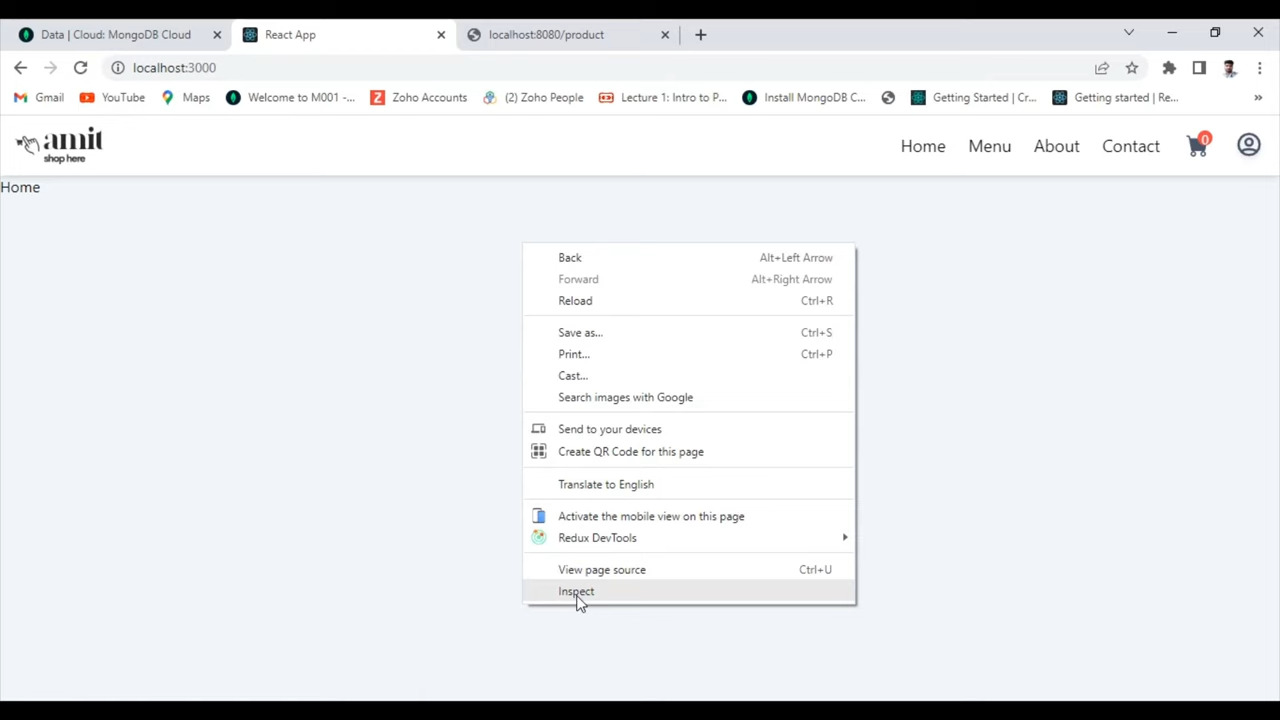 Data | Cloud: MongoDB Cloud
React App
localhost:8080/product
localhost:3000
Gmail
YouTube
Maps
Welcome to M001 -...
Zoho Accounts
(2) Zoho People
Lecture 1: Intro to P...
Install MongoDB C...
Getting Started | Cr...
Getting started | Re...
»
amit
shop here
Home
Menu
About
Contact
0
Home
Back Alt+Left Arrow
Forward Alt+Right Arrow
Reload Ctrl+R
Save as... Ctrl+S
Print... Ctrl+P
Cast...
Search images with Google
Send to your devices
Create QR Code for this page
Translate to English
Activate the mobile view on this page
Redux DevTools
View page source Ctrl+U
Inspect